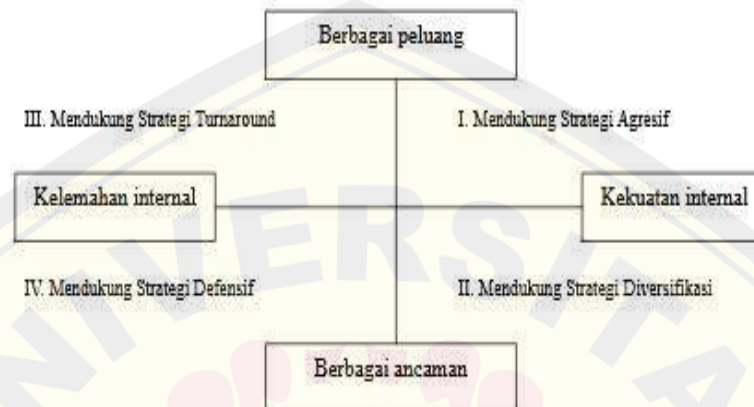 Berbagai peluang
III. Mendukung Strategi Turnaround
I. Mendukung Strategi Agresif
Kelemahan internal
Kekuatan internal
IV. Mendukung Strategi Defensif
II. Mendukung Strategi Diversifikasi
Berbagai ancaman